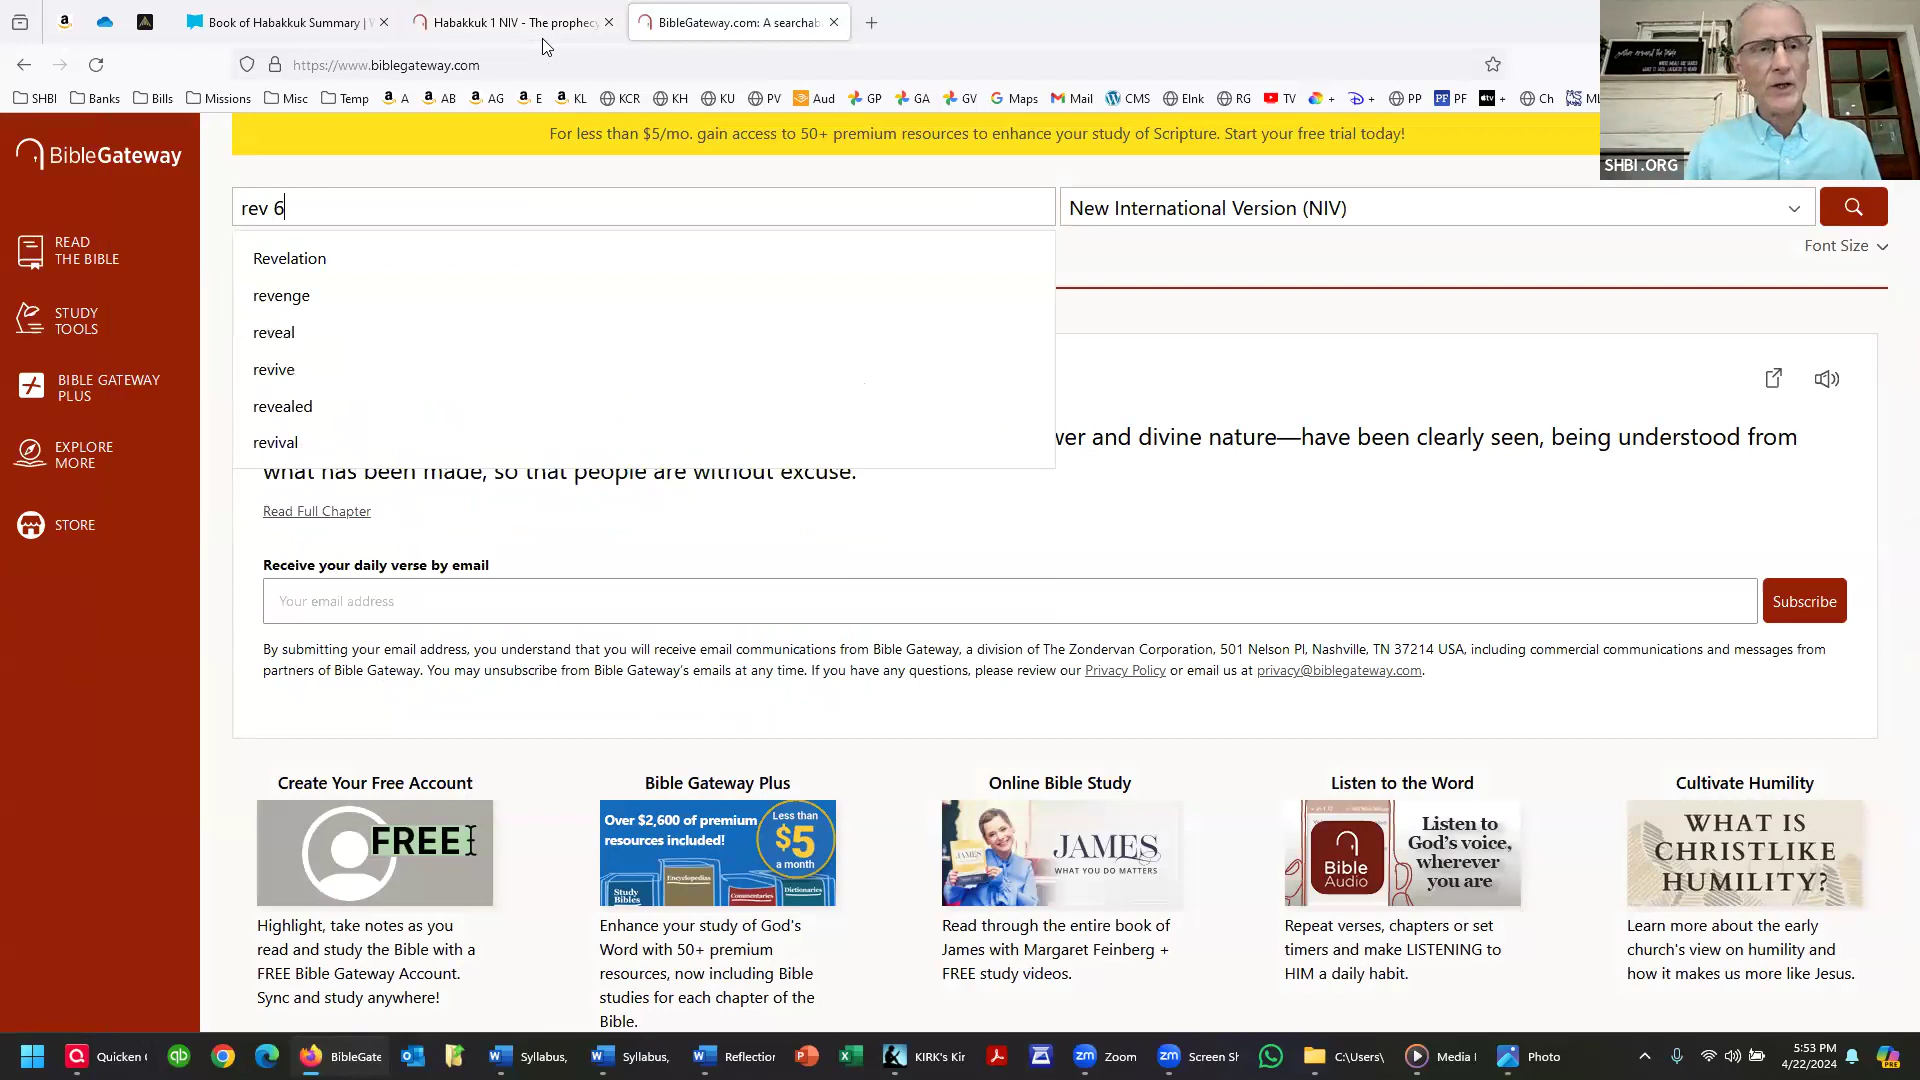 Book of Habakkuk Summary |
Habakkuk 1 NIV - The prophecy
BibleGateway.com: A searchab
https://www.biblegateway.com
SHBI Banks Bills Missions Misc Temp A AB AG E KL KCR KH KU PV Aud GP GA GV Maps Mail CMS EInk RG TV + + PP PF + Ch ML
gather around the table
SHBI.ORG
BibleGateway
For less than $5/mo. gain access to 50+ premium resources to enhance your study of Scripture. Start your free trial today!
rev 6
New International Version (NIV)
Font Size
READ
THE BIBLE
STUDY
TOOLS
BIBLE GATEWAY
PLUS
EXPLORE
MORE
STORE
Revelation
revenge
reveal
revive
revealed
revival
ver and divine nature—have been clearly seen, being understood from
what has been made, so that people are without excuse.
Read Full Chapter
Receive your daily verse by email
Your email address
Subscribe
By submitting your email address, you understand that you will receive email communications from Bible Gateway, a division of The Zondervan Corporation, 501 Nelson Pl, Nashville, TN 37214 USA, including commercial communications and messages from
partners of Bible Gateway. You may unsubscribe from Bible Gateway's emails at any time. If you have any questions, please review our Privacy Policy or email us at privacy@biblegateway.com.
Create Your Free Account
FREE
Highlight, take notes as you
read and study the Bible with a
FREE Bible Gateway Account.
Sync and study anywhere!
Bible Gateway Plus
Over $2,600 of premium
resources included!
Less than
$5
a month
Study
Bibles
Encyclopedias
Commentaries
Dictionaries
Enhance your study of God's
Word with 50+ premium
resources, now including Bible
studies for each chapter of the
Bible.
Online Bible Study
JAMES
JAMES
WHAT YOU DO MATTERS
Read through the entire book of
James with Margaret Feinberg +
FREE study videos.
Listen to the Word
Bible
Audio
Listen to
God's voice,
wherever
you are
Repeat verses, chapters or set
timers and make LISTENING to
HIM a daily habit.
Cultivate Humility
WHAT IS
CHRISTLIKE
HUMILITY?
Learn more about the early
church's view on humility and
how it makes us more like Jesus.
Quicken BibleGate Syllabus, Syllabus, Reflection KIRK's Kir Zoom Screen Sh C:\Users\ Media Photo
5:53 PM
4/22/2024